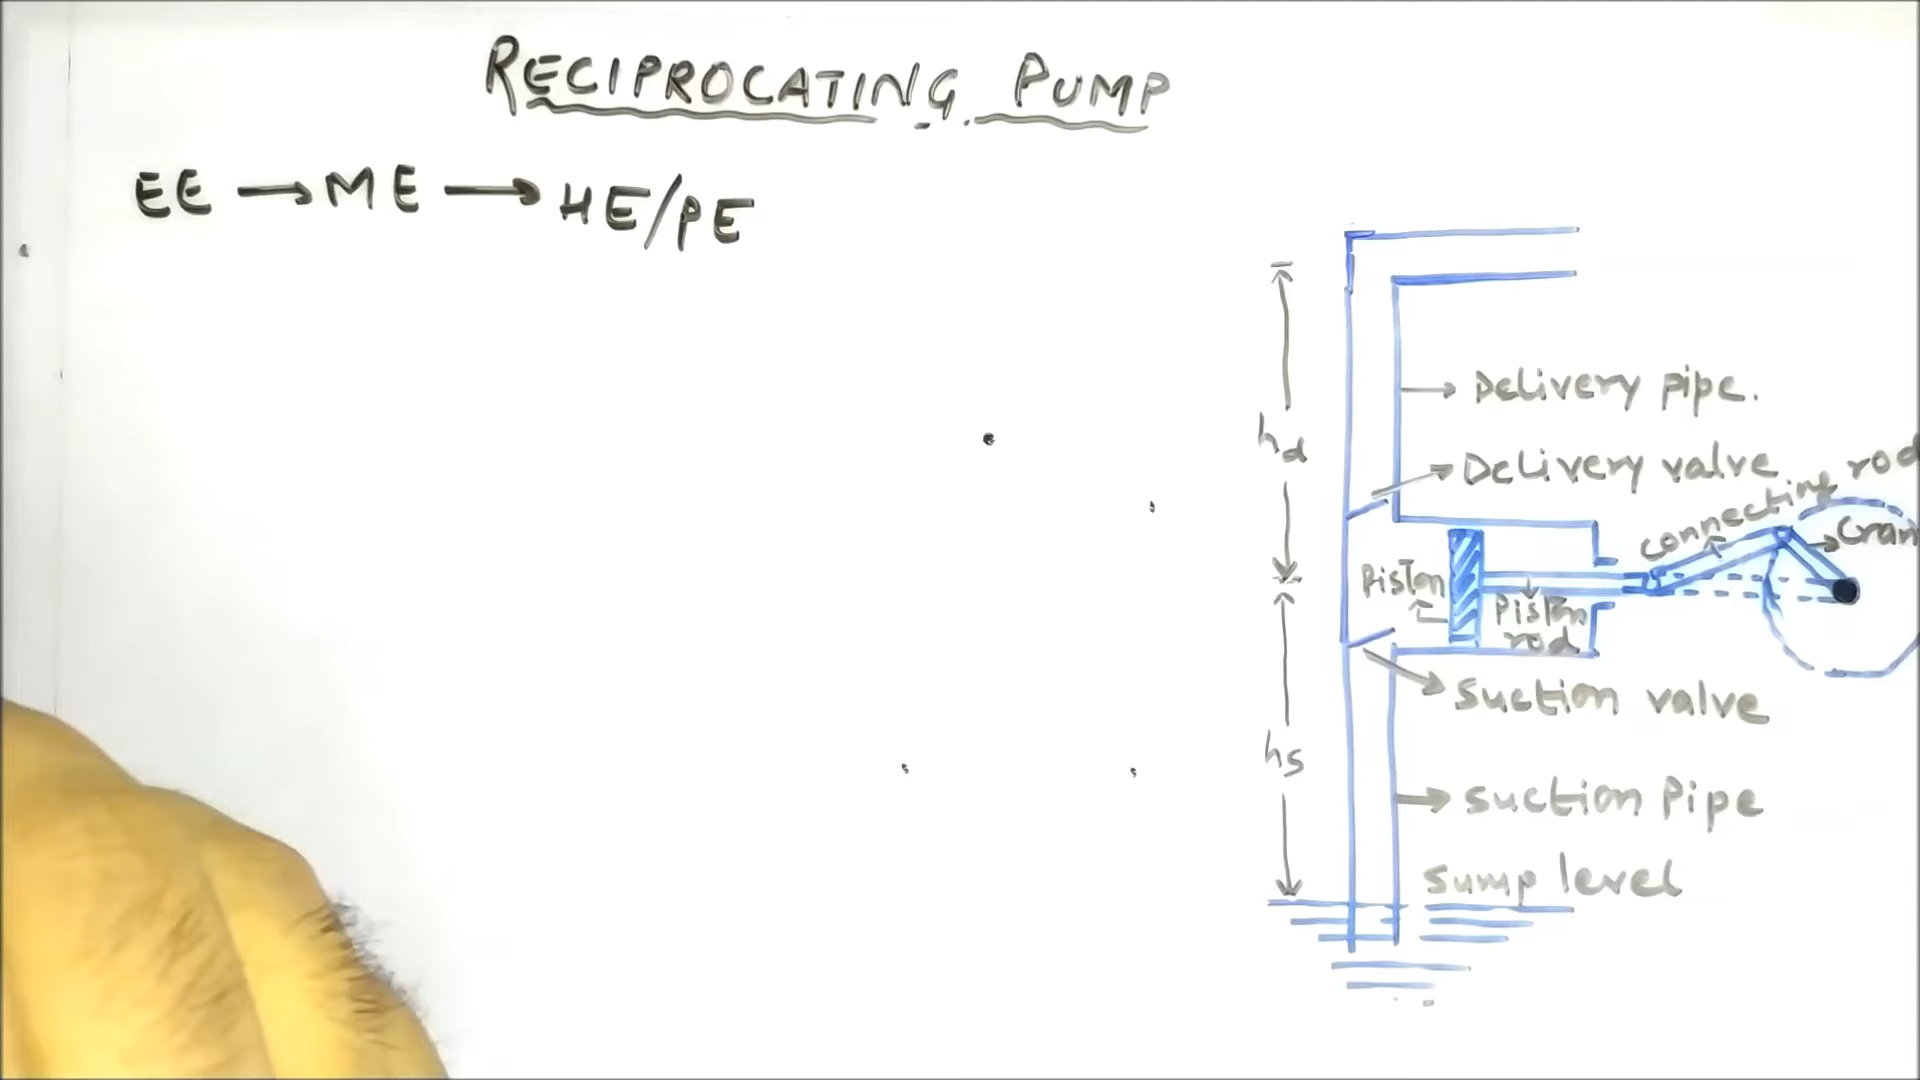 RECIPROCATING PUMP
EE → ME → HE/PE
Delivery pipe.
hd
Delivery valve
connecting rod
Cran
Piston
Piston
rod
Suction valve
hs
Suction Pipe
Sump level